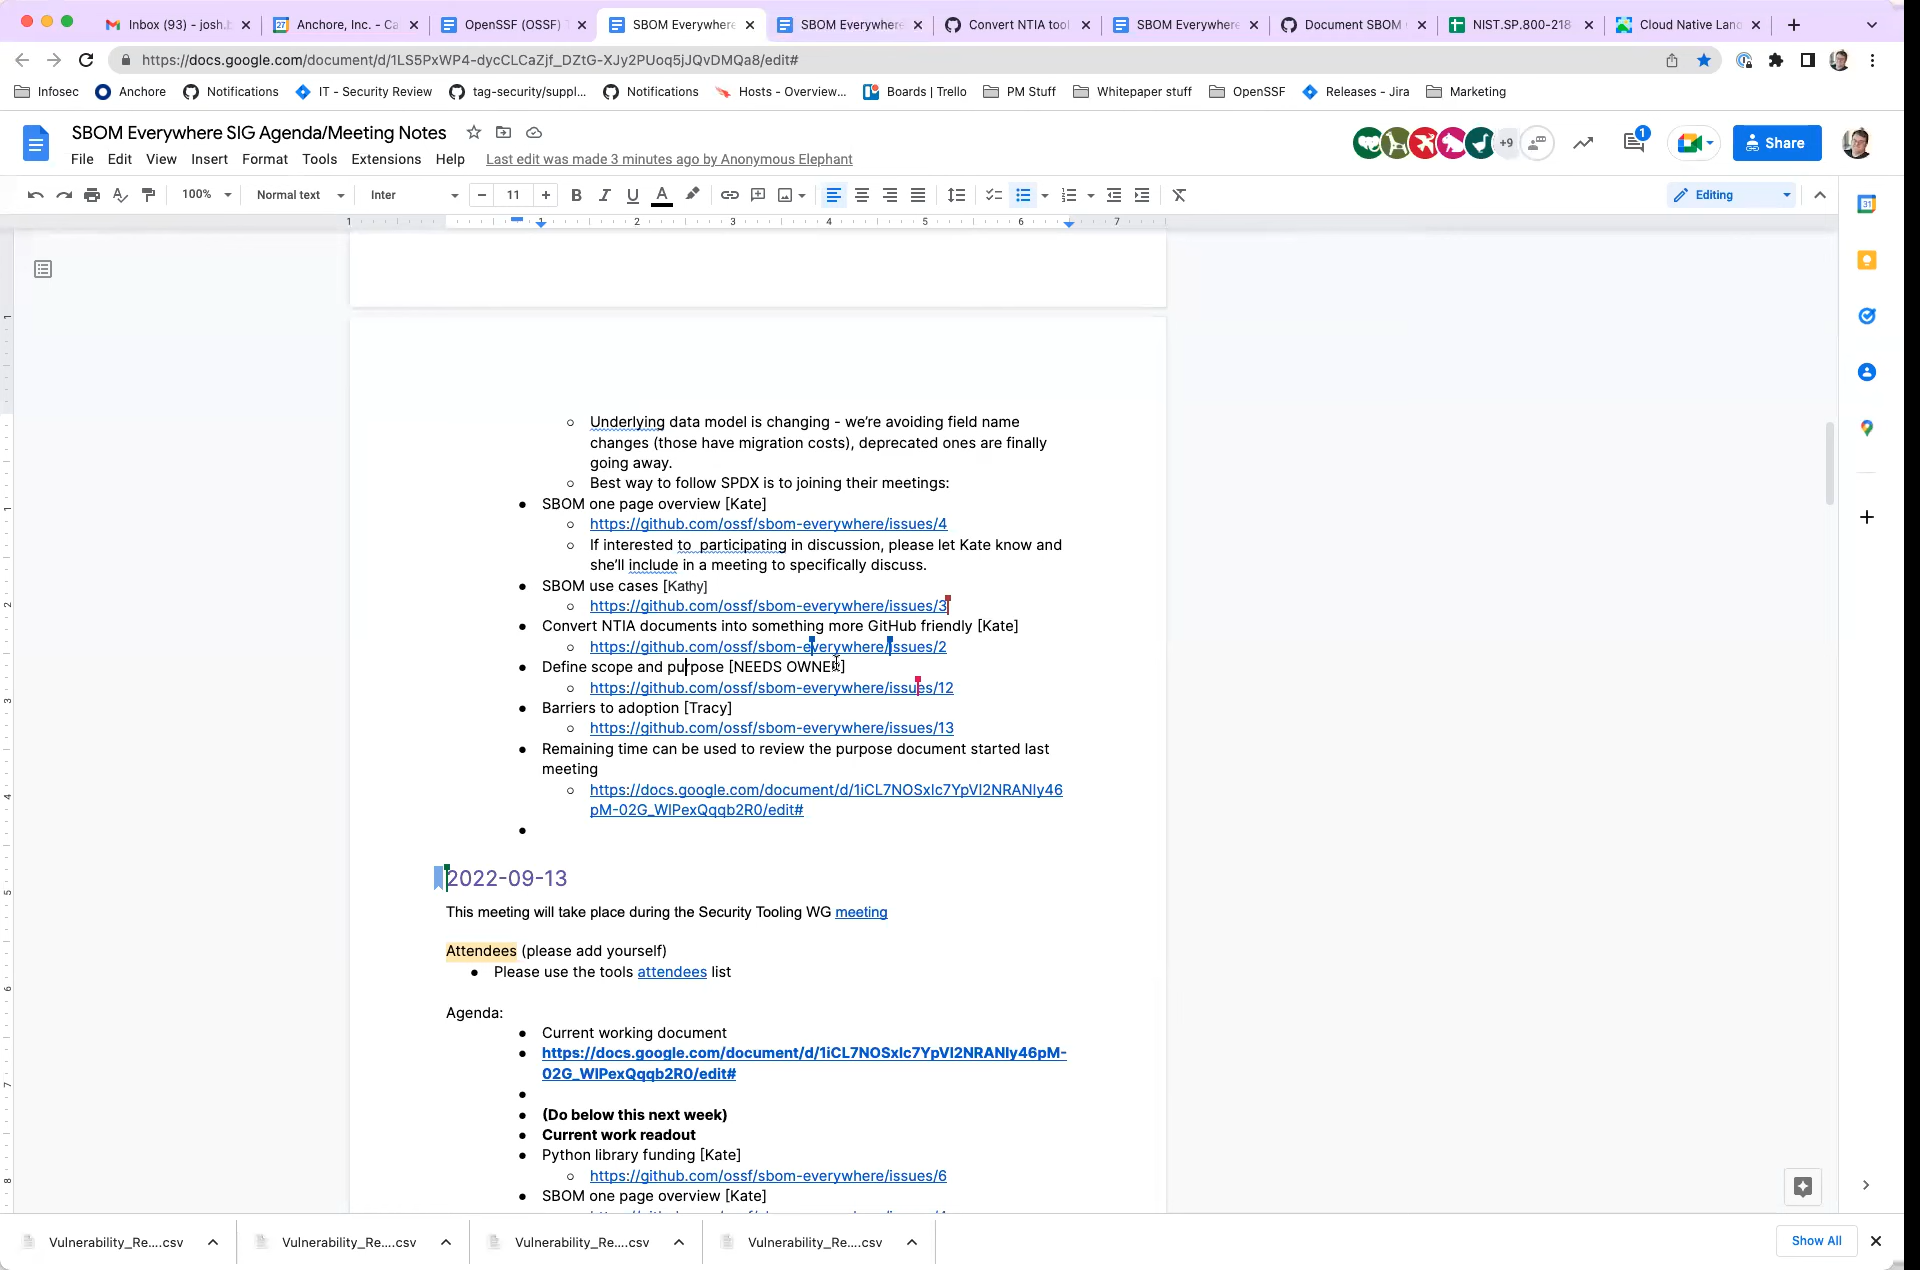 Inbox (93) – josh.b
Anchore, Inc. - Ca
OpenSSF (OSSF) T
SBOM Everywhere
SBOM Everywhere
Convert NTIA tool
SBOM Everywhere
Document SBOM
NIST.SP.800-218
Cloud Native Land
https://docs.google.com/document/d/1LS5PxWP4-dycCLCaZjf_DZtG-XJy2PUoq5jJQvDMQa8/edit#
Infosec
Anchore
Notifications
IT - Security Review
tag-security/suppl...
Notifications
Hosts - Overview...
Boards | Trello
PM Stuff
Whitepaper stuff
OpenSSF
Releases - Jira
Marketing
SBOM Everywhere SIG Agenda/Meeting Notes
+9
1
Share
File Edit View Insert Format Tools Extensions Help Last edit was made 3 minutes ago by Anonymous Elephant
100% Normal text Inter 11 Editing
1 1 2 3 4 5 6 7
○ Underlying data model is changing - we're avoiding field name
changes (those have migration costs), deprecated ones are finally
going away.
○ Best way to follow SPDX is to joining their meetings:
● SBOM one page overview [Kate]
○ https://github.com/ossf/sbom-everywhere/issues/4
○ If interested to participating in discussion, please let Kate know and
she'll include in a meeting to specifically discuss.
● SBOM use cases [Kathy]
○ https://github.com/ossf/sbom-everywhere/issues/3
● Convert NTIA documents into something more GitHub friendly [Kate]
○ https://github.com/ossf/sbom-everywhere/issues/2
● Define scope and purpose [NEEDS OWNER]
○ https://github.com/ossf/sbom-everywhere/issues/12
● Barriers to adoption [Tracy]
○ https://github.com/ossf/sbom-everywhere/issues/13
● Remaining time can be used to review the purpose document started last
meeting
○ https://docs.google.com/document/d/1iCL7NOSxIc7YpVI2NRANIy46
pM-02G_WIPexQqqb2R0/edit#
●
2022-09-13
This meeting will take place during the Security Tooling WG meeting
Attendees (please add yourself)
● Please use the tools attendees list
Agenda:
● Current working document
● https://docs.google.com/document/d/1iCL7NOSxIc7YpVI2NRANIy46pM-
02G_WIPexQqqb2R0/edit#
●
● (Do below this next week)
● Current work readout
● Python library funding [Kate]
○ https://github.com/ossf/sbom-everywhere/issues/6
● SBOM one page overview [Kate]
Vulnerability_Re....csv
Vulnerability_Re....csv
Vulnerability_Re....csv
Vulnerability_Re....csv
Show All